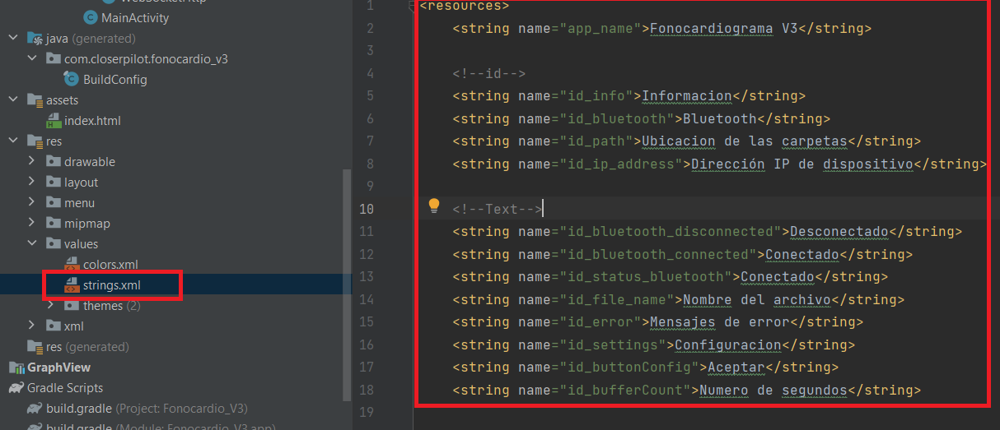 WebSocketHttp
MainActivity
java (generated)
com.closerpilot.fonocardio_v3
BuildConfig
assets
index.html
res
drawable
layout
menu
mipmap
values
colors.xml
strings.xml
themes (2)
xml
res (generated)
GraphView
Gradle Scripts
build.gradle (Project: Fonocardio_V3)
build.gradle (Module: Fonocardio_V3.app)
1 <resources>
2 <string name="app_name">Fonocardiograma V3</string>
3
4 <!--id-->
5 <string name="id_info">Informacion</string>
6 <string name="id_bluetooth">Bluetooth</string>
7 <string name="id_path">Ubicacion de las carpetas</string>
8 <string name="id_ip_address">Dirección IP de dispositivo</string>
9
10 <!--Text-->
11 <string name="id_bluetooth_disconnected">Desconectado</string>
12 <string name="id_bluetooth_connected">Conectado</string>
13 <string name="id_status_bluetooth">Conectado</string>
14 <string name="id_file_name">Nombre del archivo</string>
15 <string name="id_error">Mensajes de error</string>
16 <string name="id_settings">Configuracion</string>
17 <string name="id_buttonConfig">Aceptar</string>
18 <string name="id_bufferCount">Numero de segundos</string>
19